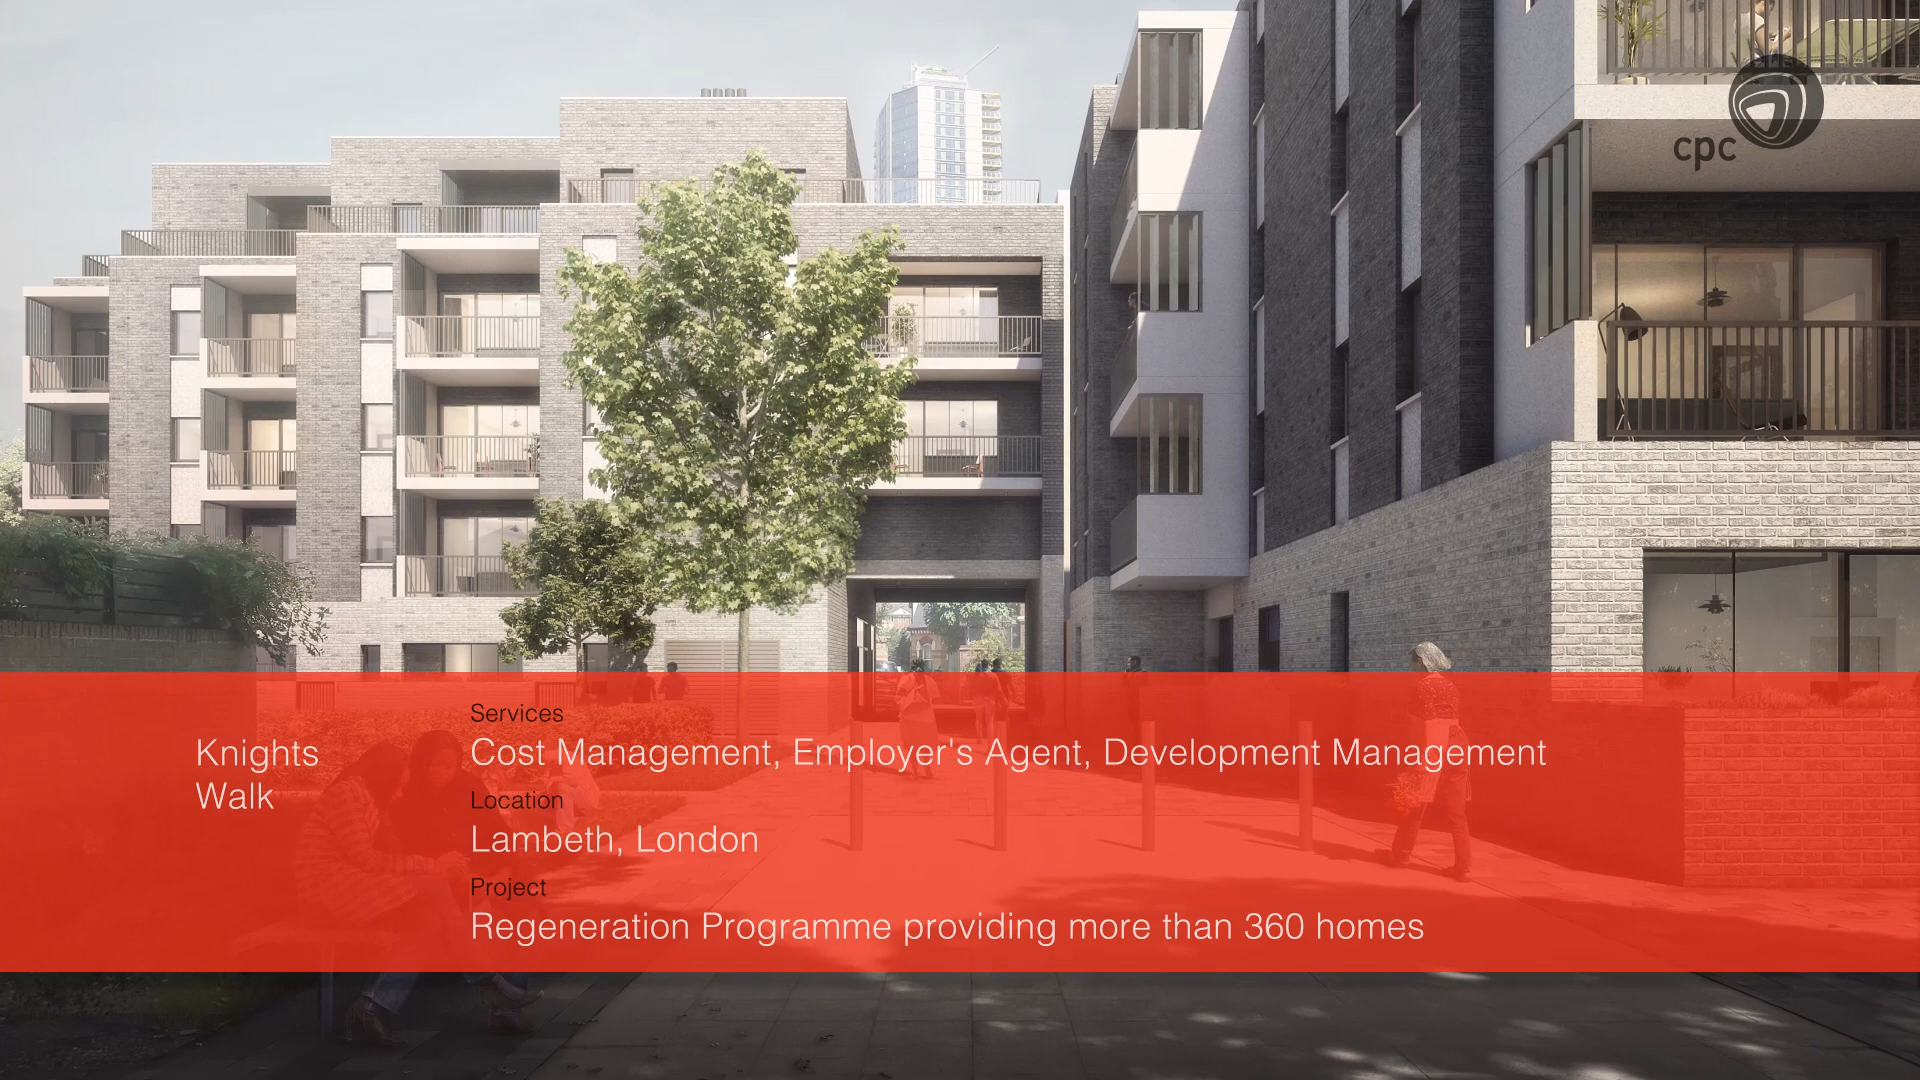 cpc
Knights
Walk
Services
Cost Management, Employer's Agent, Development Management
Location
Lambeth, London
Project
Regeneration Programme providing more than 360 homes